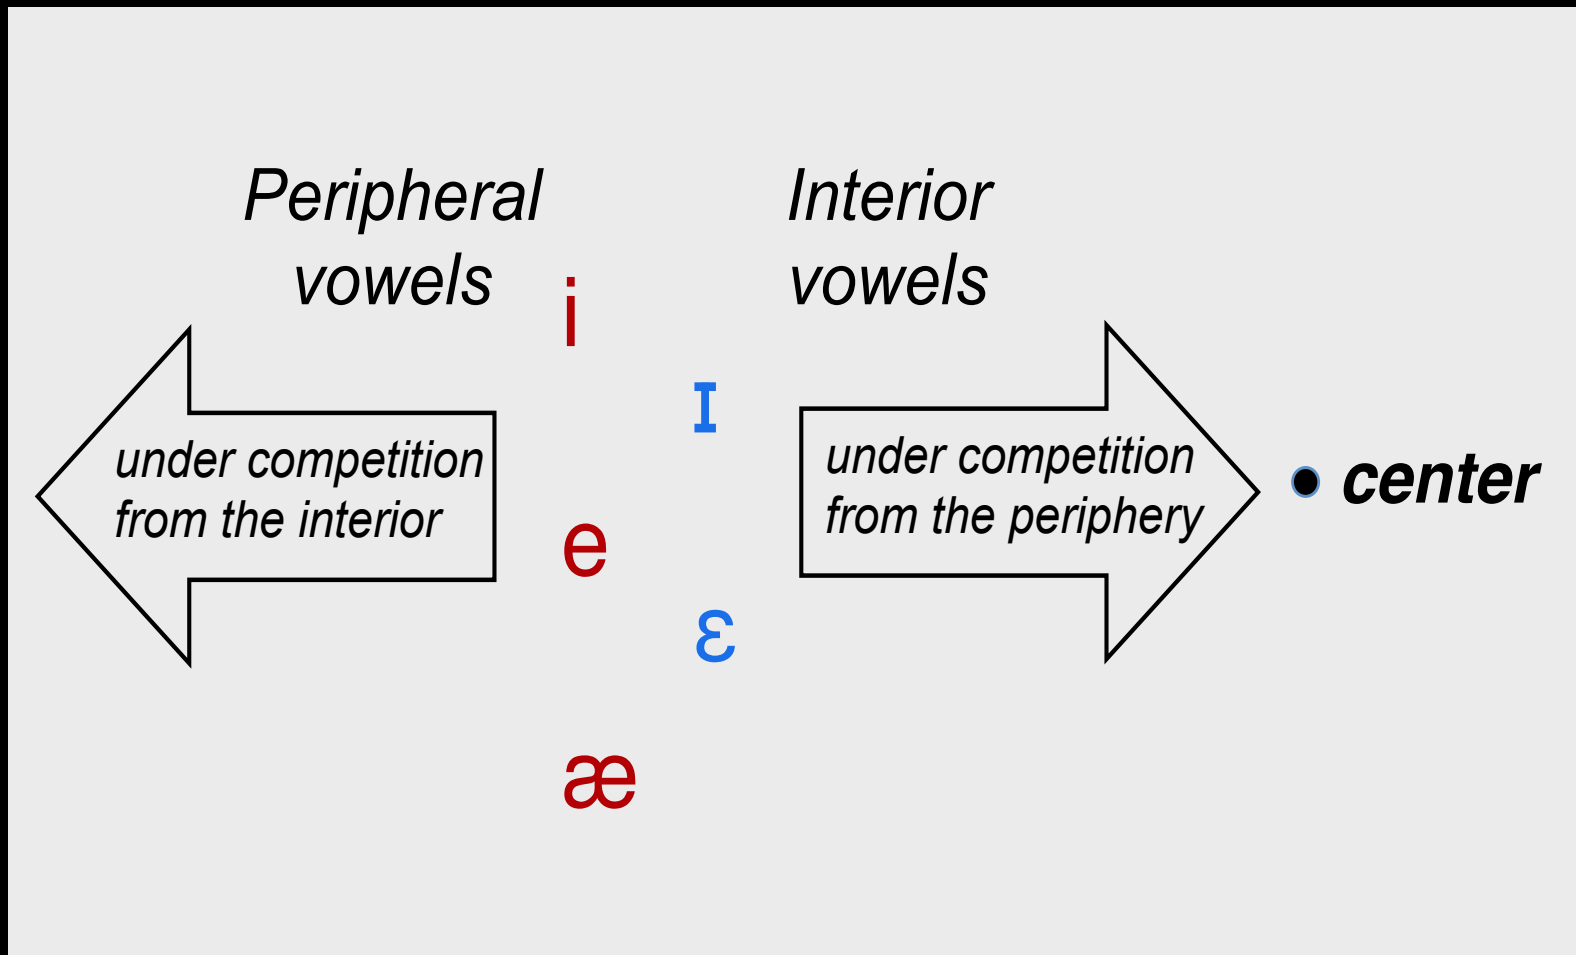 Peripheral
vowels
Interior
vowels
i
ɪ
under competition
from the interior
under competition
from the periphery
• center
e
ɛ
æ